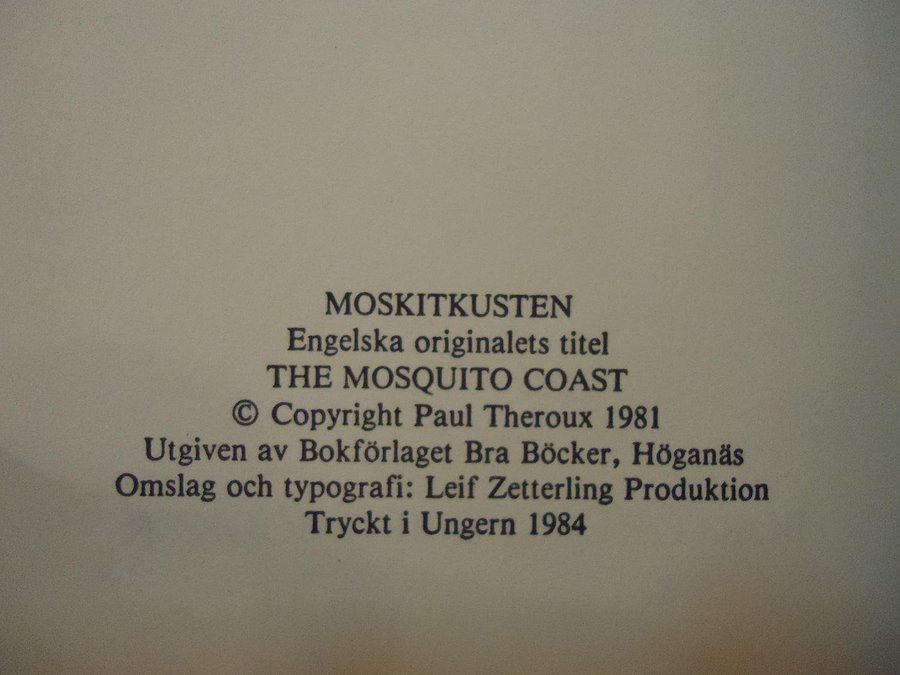 MOSKITKUSTEN
Engelska originalets titel
THE MOSQUITO COAST
© Copyright Paul Theroux 1981
Utgiven av Bokförlaget Bra Böcker, Höganäs
Omslag och typografi: Leif Zetterling Produktion
Tryckt i Ungern 1984